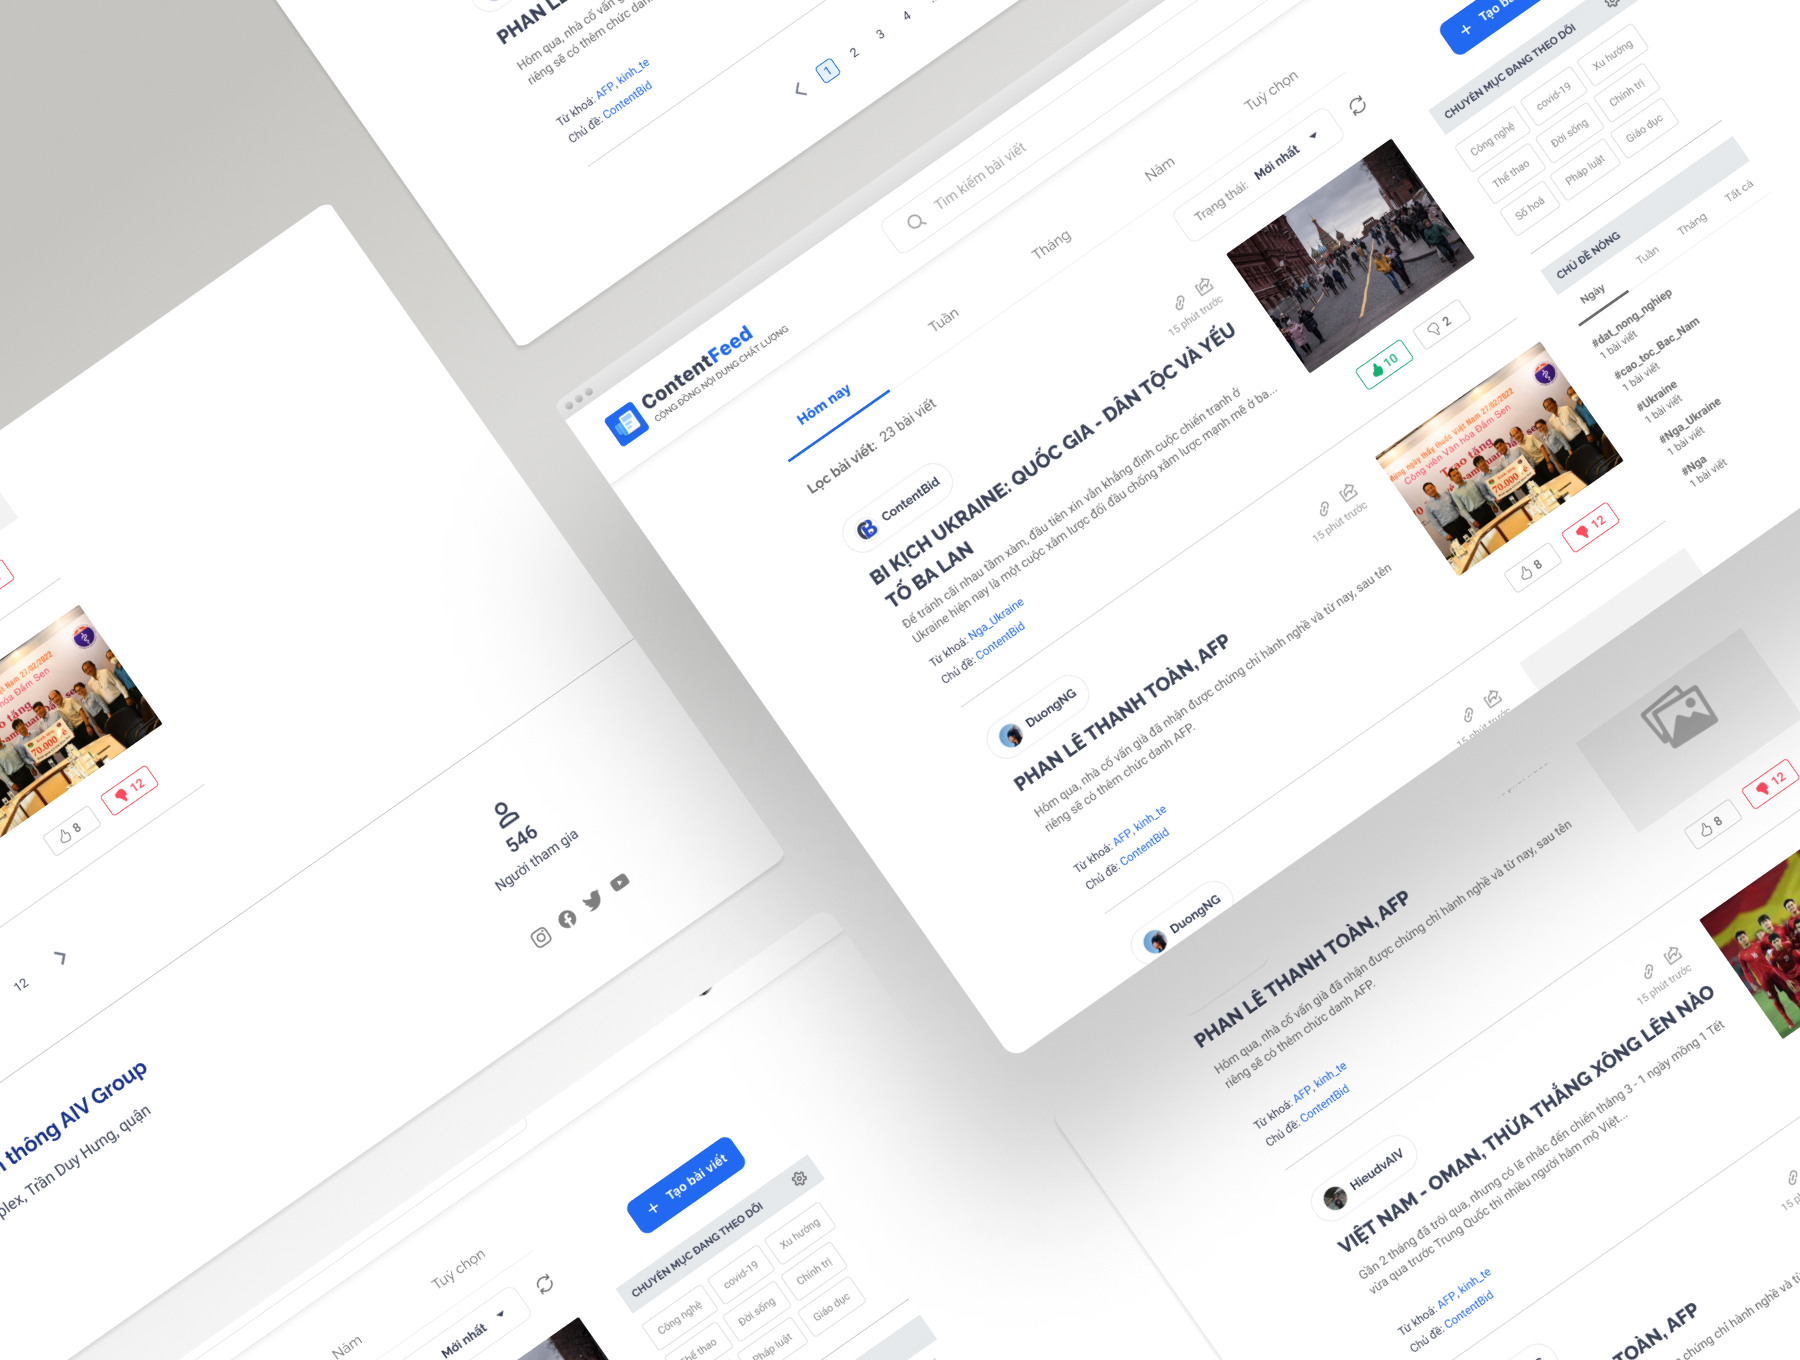 Hôm qua, nhà cố vấn
riêng sẽ có thêm chức danh
Từ khoá: AFP, kinh_te
Chủ đề: ContentBid
1 2 3 4
ContentFeed
CỘNG ĐỒNG NỘI DUNG CHẤT LƯỢNG
Tìm kiếm bài viết
Hôm nay
Tuần
Tháng
Năm
Tuỳ chọn
Lọc bài viết: 23 bài viết
Trạng thái: Mới nhất
ContentBid
15 phút trước
BI KỊCH UKRAINE: QUỐC GIA - DÂN TỘC VÀ YẾU
TỐ BA LAN
Để tránh cãi nhau tầm xàm, đầu tiên xin vẫn khẳng định cuộc chiến tranh ở
Ukraine hiện nay là một cuộc xâm lược đối đầu chống xâm lược mạnh mẽ ở ba...
Từ khoá: Nga_Ukraine
Chủ đề: ContentBid
10
2
DuongNG
15 phút trước
PHAN LÊ THANH TOÀN, AFP
Hôm qua, nhà cố vấn già đã nhận được chứng chỉ hành nghề và từ nay, sau tên
riêng sẽ có thêm chức danh AFP.
Từ khoá: AFP, kinh_te
Chủ đề: ContentBid
Công viên Văn hóa Đầm Sen
70.000
8
12
DuongNG
15 phút trước
CHUYÊN MỤC ĐANG THEO DÕI
Công nghệ
covid-19
Xu hướng
Thể thao
Đời sống
Chính trị
Số hoá
Pháp luật
Giáo dục
CHỦ ĐỀ NÓNG
Ngày
Tuần
Tháng
Tất cả
#dat_nong_nghiep
1 bài viết
#cao_toc_Bac_Nam
1 bài viết
#Ukraine
1 bài viết
#Nga_Ukraine
1 bài viết
#Nga
1 bài viết
8
12
12
546
Người tham gia
thông AIV Group
Trần Duy Hưng, quận
8
12
PHAN LÊ THANH TOÀN, AFP
Hôm qua, nhà cố vấn già đã nhận được chứng chỉ hành nghề và từ nay, sau tên
riêng sẽ có thêm chức danh AFP.
Từ khoá: AFP, kinh_te
Chủ đề: ContentBid
HieudvAIV
15 phút trước
VIỆT NAM - OMAN, THỪA THẮNG XÔNG LÊN NÀO
Gần 2 tháng đã trôi qua, nhưng có lẽ nhắc đến chiến thắng 3 - 1 ngày mồng 1 Tết
vừa qua trước Trung Quốc thì nhiều người hâm mộ Việt...
Từ khoá: AFP, kinh_te
Chủ đề: ContentBid
TOÀN, AFP
chứng chỉ hành nghề và từ
Tạo bài viết
CHUYÊN MỤC ĐANG THEO DÕI
Công nghệ
covid-19
Xu hướng
Thể thao
Đời sống
Chính trị
Pháp luật
Giáo dục
Năm
Tuỳ chọn
Mới nhất